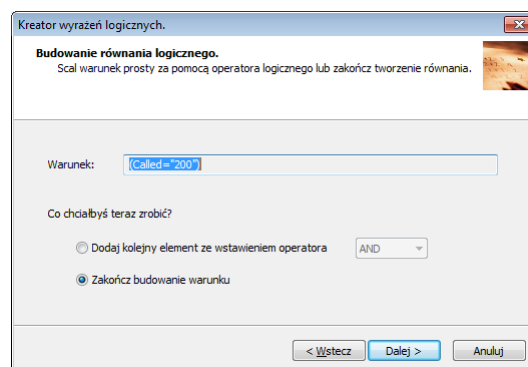 Kreator wyrażeń logicznych.
Budowanie równania logicznego.
Scal warunek prosty za pomocą operatora logicznego lub zakończ tworzenie równania.
Warunek: (Called="200")
Co chciałbyś teraz zrobić?
Dodaj kolejny element ze wstawieniem operatora AND
Zakończ budowanie warunku
< Wstecz Dalej > Anuluj